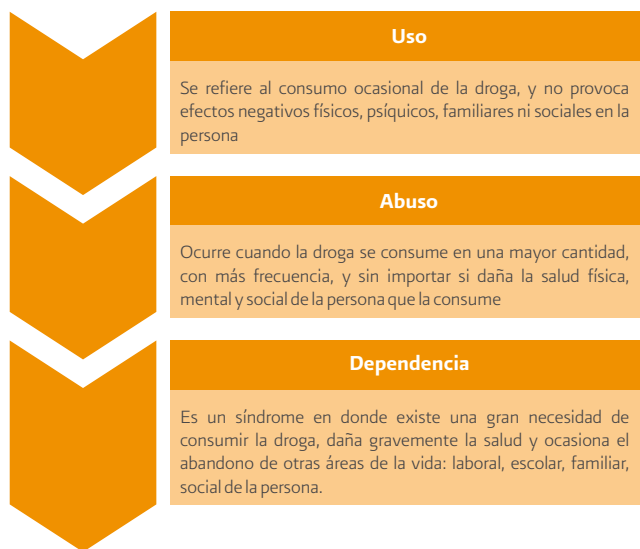 Uso
Se refiere al consumo ocasional de la droga, y no provoca
efectos negativos físicos, psíquicos, familiares ni sociales en la
persona
Abuso
Ocurre cuando la droga se consume en una mayor cantidad,
con más frecuencia, y sin importar si daña la salud física,
mental y social de la persona que la consume
Dependencia
Es un síndrome en donde existe una gran necesidad de
consumir la droga, daña gravemente la salud y ocasiona el
abandono de otras áreas de la vida: laboral, escolar, familiar,
social de la persona.